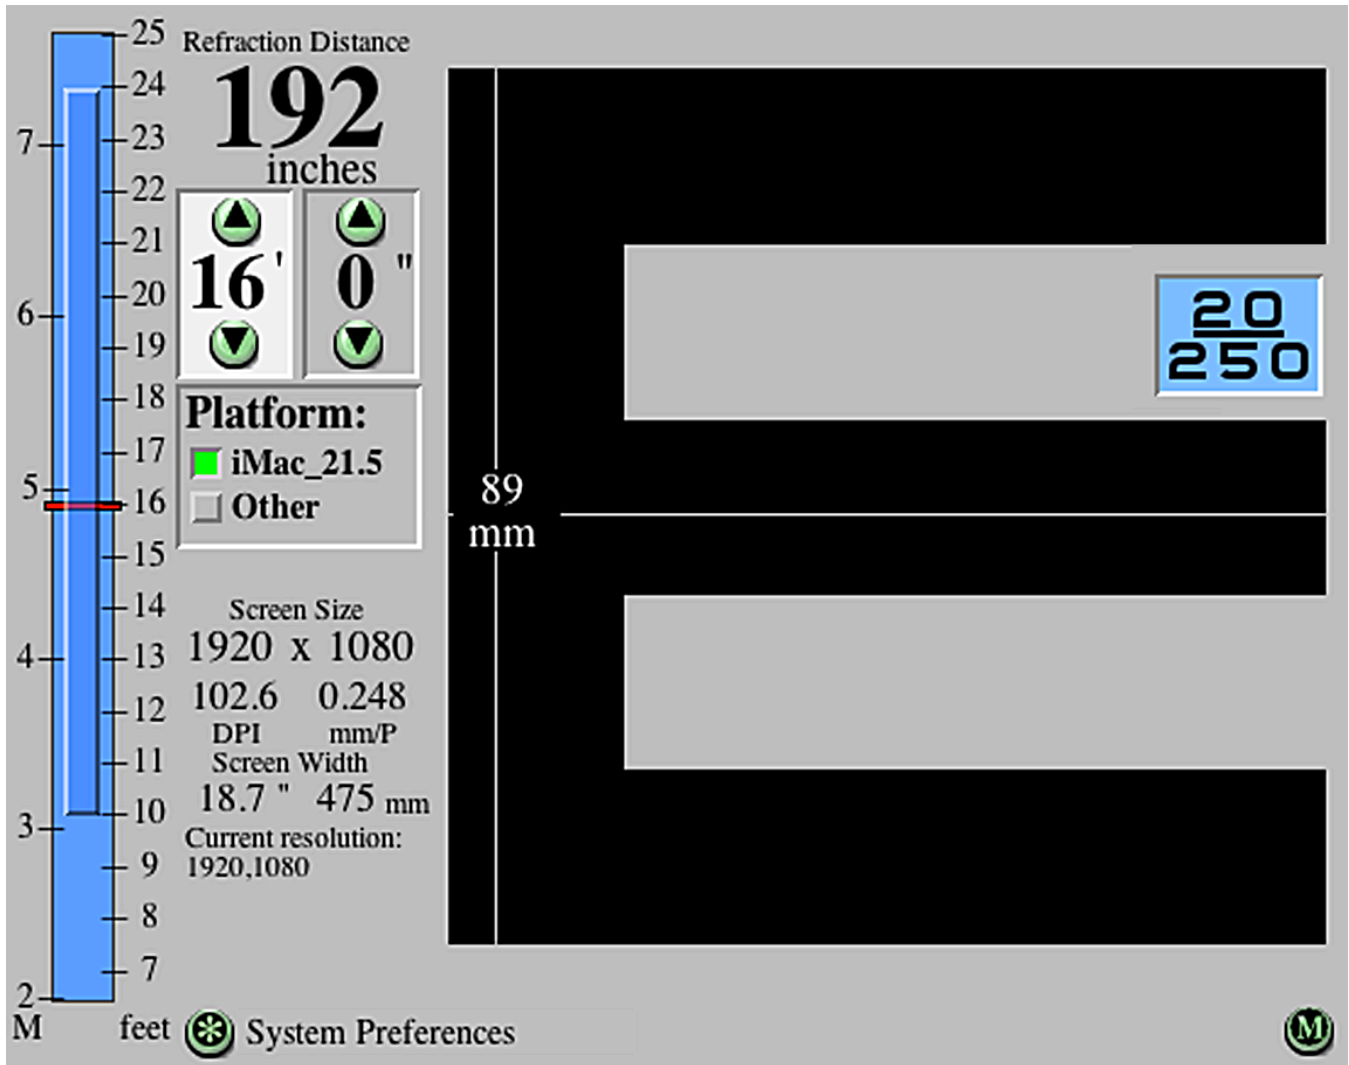 25
24
23
22
21
20
19
18
17
16
15
14
13
12
11
10
9
8
7
feet
7
6
5
4
3
2
M
Refraction Distance
192
inches
16 ' 0 "
Platform:
iMac_21.5
Other
Screen Size
1920 x 1080
102.6 0.248
DPI mm/P
Screen Width
18.7 " 475 mm
Current resolution:
1920,1080
System Preferences
89
mm
20
250
M